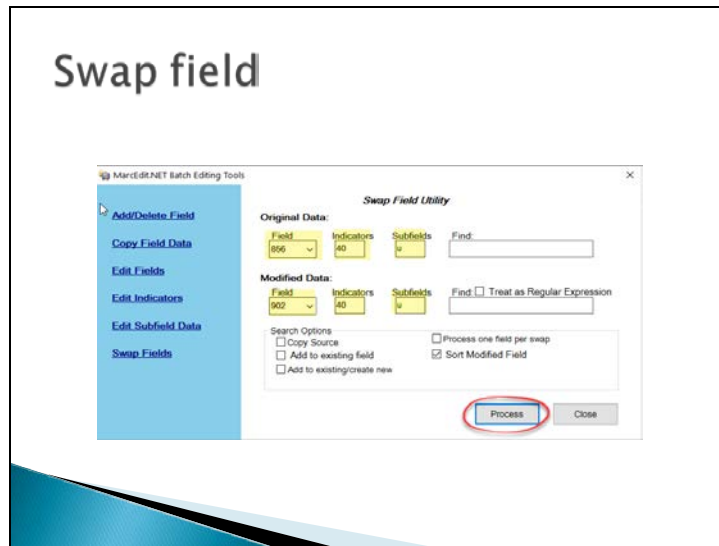 Swap field
MarcEdit.NET Batch Editing Tools
Swap Field Utility
Add/Delete Field
Copy Field Data
Edit Fields
Edit Indicators
Edit Subfield Data
Swap Fields
Original Data:
Field Indicators Subfields Find:
856 40 u
Modified Data:
Field Indicators Subfields Find: Treat as Regular Expression
902 40 u
Search Options
Copy Source Process one field per swap
Add to existing field Sort Modified Field
Add to existing/create new
Process Close